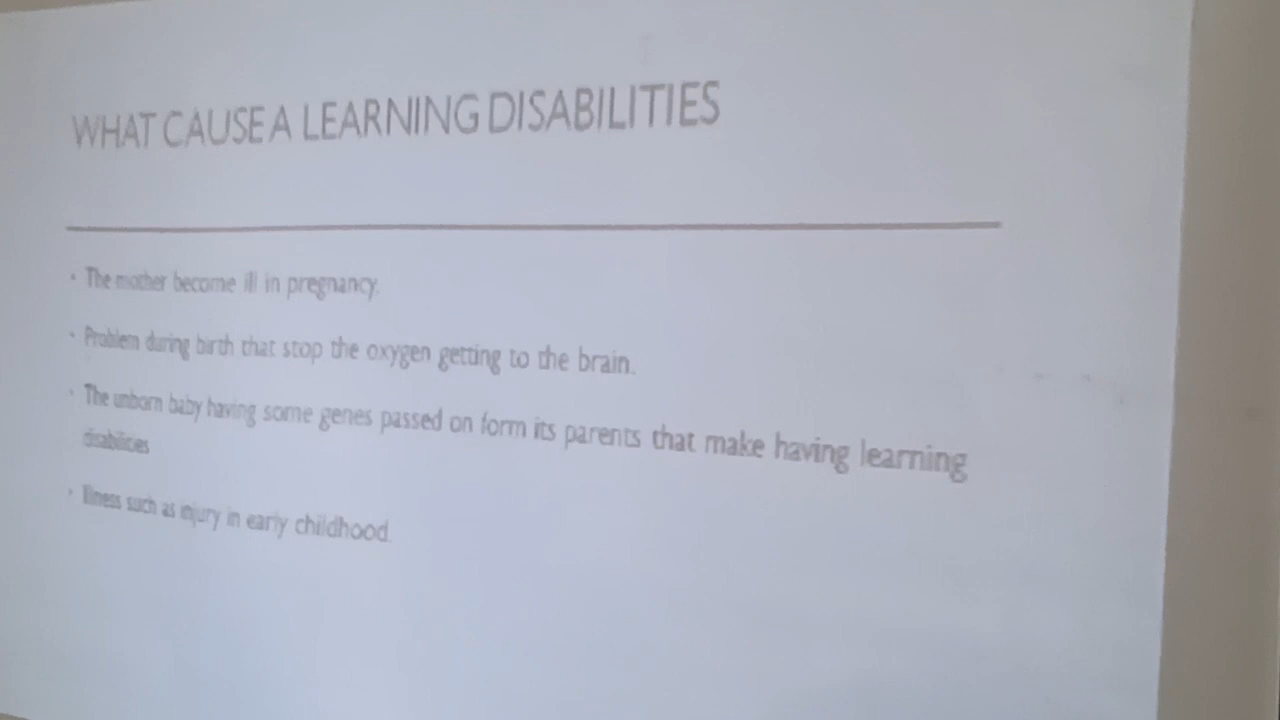 WHAT CAUSE A LEARNING DISABILITIES
• The mother become ill in pregnancy.
• Problem during birth that stop the oxygen getting to the brain.
• The unborn baby having some genes passed on form its parents that make having learning
disabilities
• Illness such as injury in early childhood.